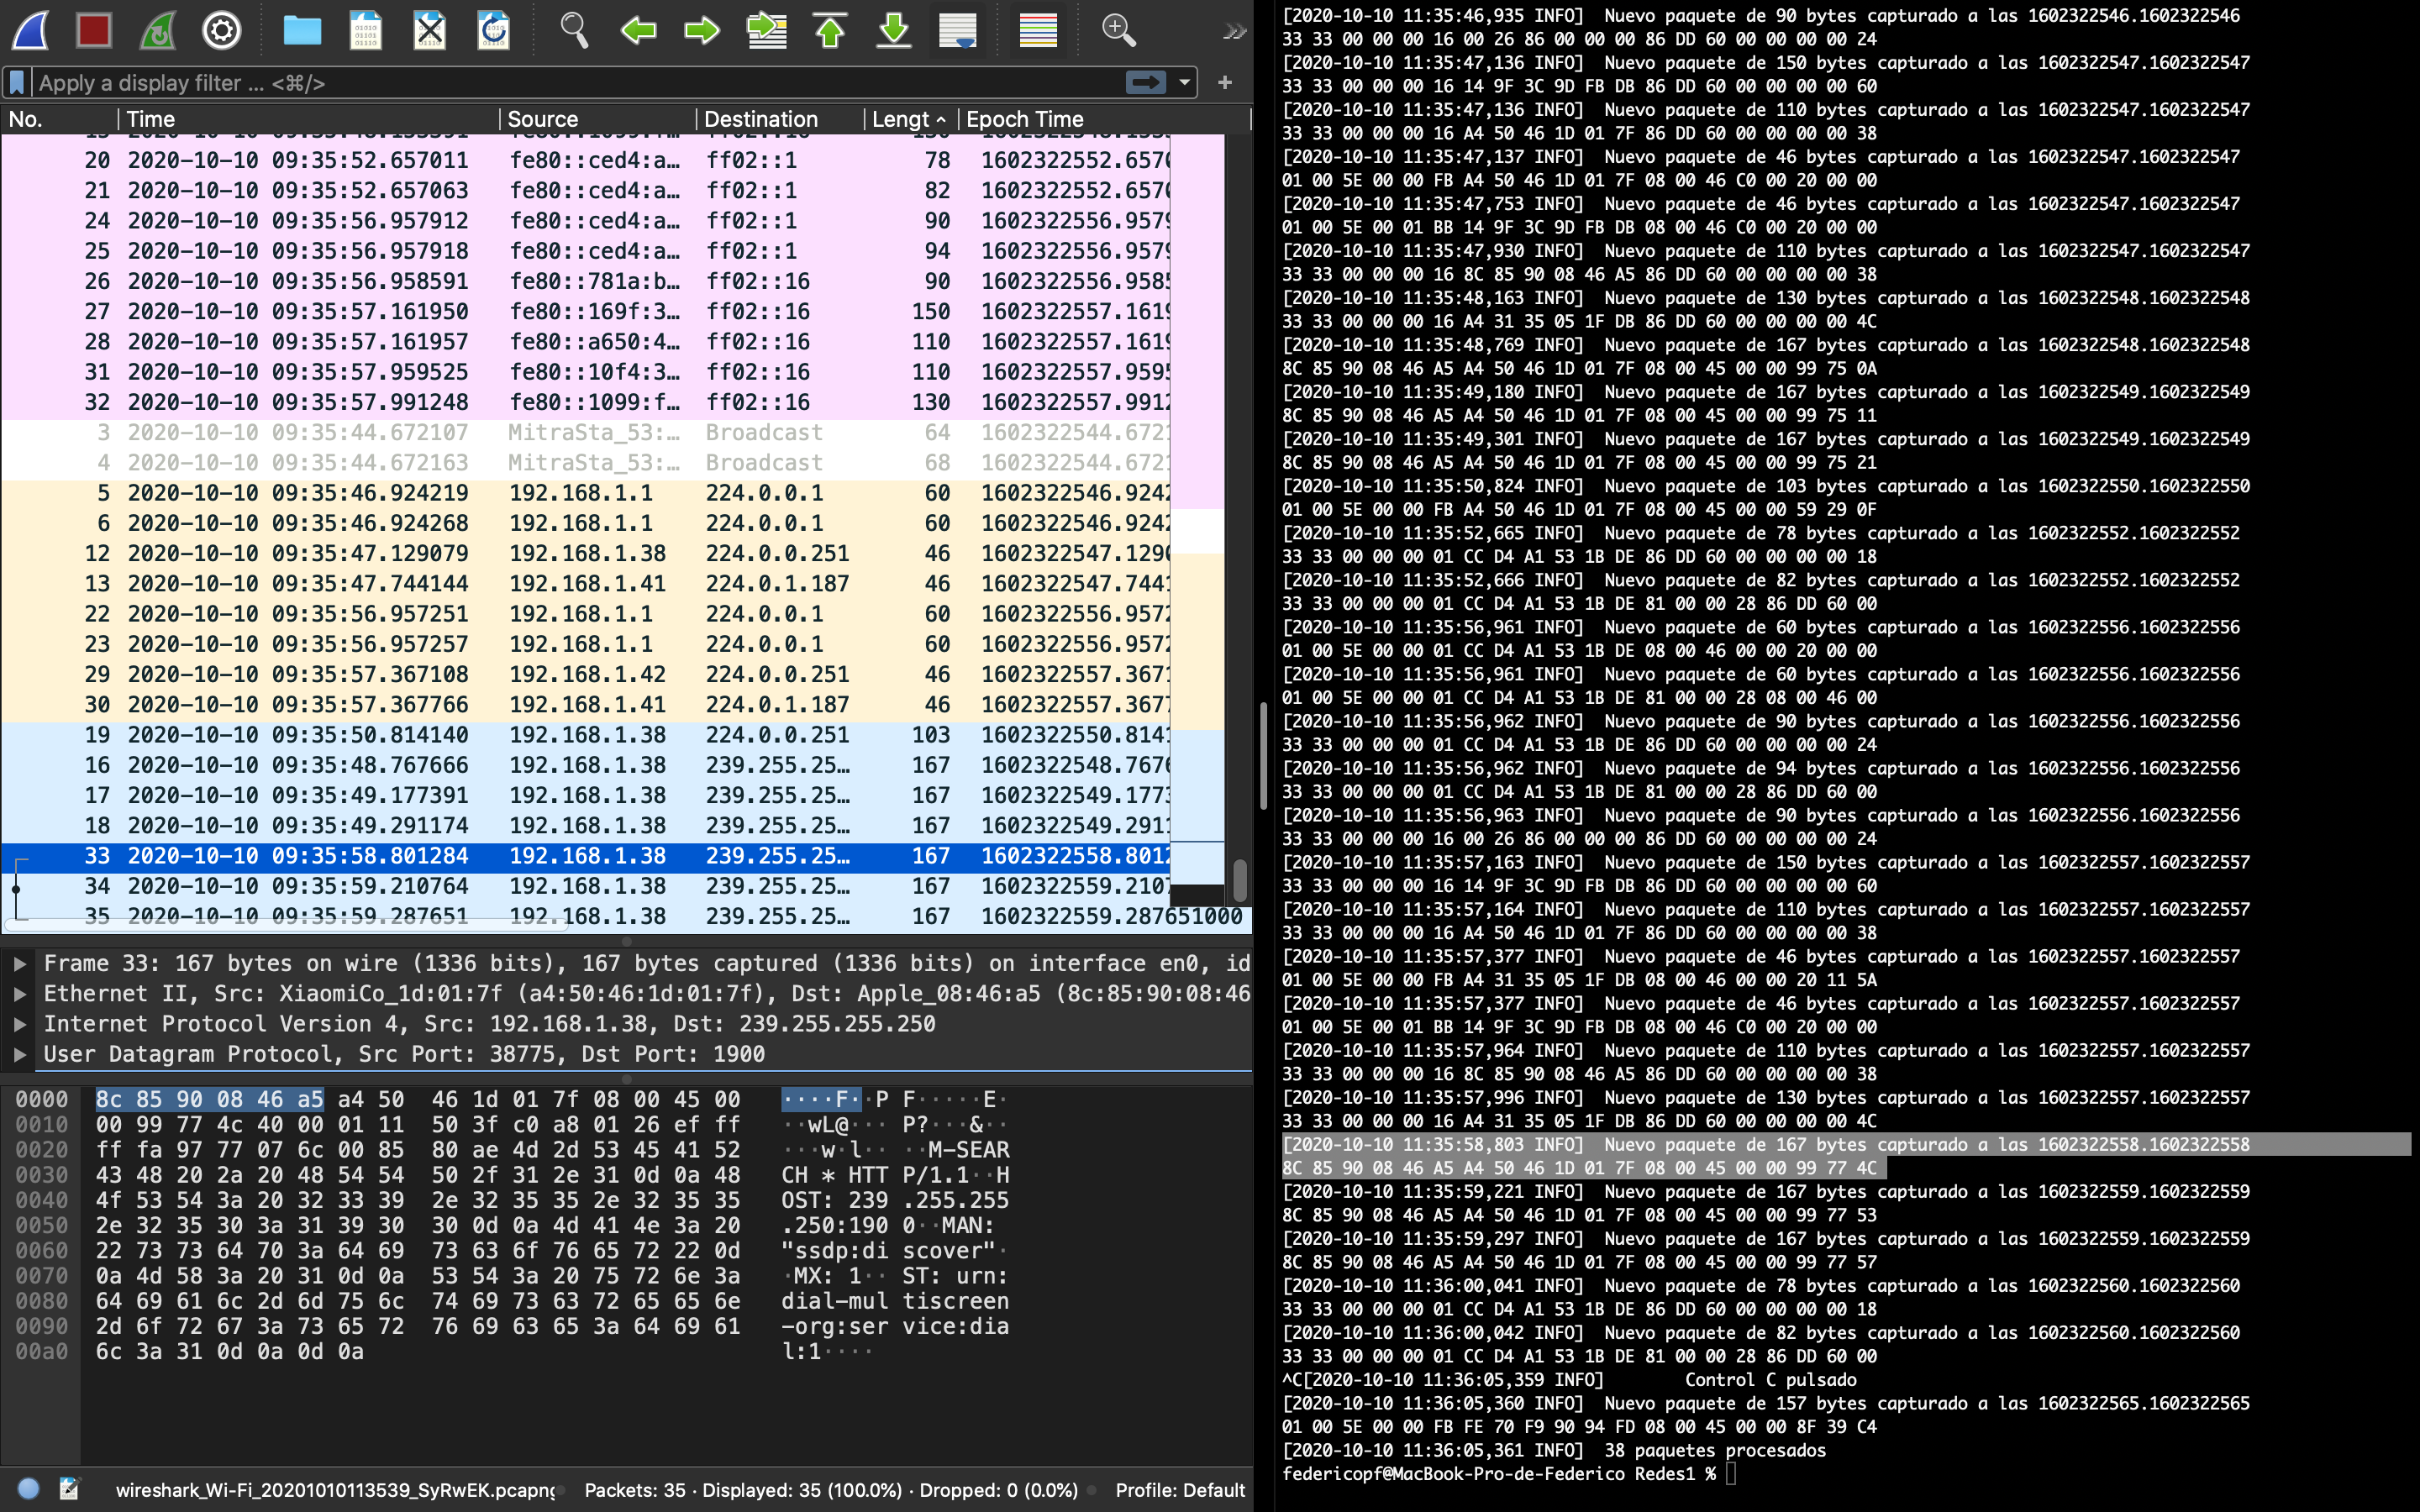 Apply a display filter ... <⌘/>
No. Time Source Destination Lengt Epoch Time
20 2020-10-10 09:35:52.657011 fe80::ced4:a… ff02::1 78 1602322552.6570
21 2020-10-10 09:35:52.657063 fe80::ced4:a… ff02::1 82 1602322552.6570
24 2020-10-10 09:35:56.957912 fe80::ced4:a… ff02::1 90 1602322556.9579
25 2020-10-10 09:35:56.957918 fe80::ced4:a… ff02::1 94 1602322556.9579
26 2020-10-10 09:35:56.958591 fe80::781a:b… ff02::16 90 1602322556.9585
27 2020-10-10 09:35:57.161950 fe80::169f:3… ff02::16 150 1602322557.1619
28 2020-10-10 09:35:57.161957 fe80::a650:4… ff02::16 110 1602322557.1619
31 2020-10-10 09:35:57.959525 fe80::10f4:3… ff02::16 110 1602322557.9595
32 2020-10-10 09:35:57.991248 fe80::1099:f… ff02::16 130 1602322557.9912
3 2020-10-10 09:35:44.672107 MitraSta_53:… Broadcast 64 1602322544.6721
4 2020-10-10 09:35:44.672163 MitraSta_53:… Broadcast 68 1602322544.6721
5 2020-10-10 09:35:46.924219 192.168.1.1 224.0.0.1 60 1602322546.9242
6 2020-10-10 09:35:46.924268 192.168.1.1 224.0.0.1 60 1602322546.9242
12 2020-10-10 09:35:47.129079 192.168.1.38 224.0.0.251 46 1602322547.1290
13 2020-10-10 09:35:47.744144 192.168.1.41 224.0.1.187 46 1602322547.7441
22 2020-10-10 09:35:56.957251 192.168.1.1 224.0.0.1 60 1602322556.9572
23 2020-10-10 09:35:56.957257 192.168.1.1 224.0.0.1 60 1602322556.9572
29 2020-10-10 09:35:57.367108 192.168.1.42 224.0.0.251 46 1602322557.3671
30 2020-10-10 09:35:57.367766 192.168.1.41 224.0.1.187 46 1602322557.3677
19 2020-10-10 09:35:50.814140 192.168.1.38 224.0.0.251 103 1602322550.8141
16 2020-10-10 09:35:48.767666 192.168.1.38 239.255.25… 167 1602322548.7676
17 2020-10-10 09:35:49.177391 192.168.1.38 239.255.25… 167 1602322549.1773
18 2020-10-10 09:35:49.291174 192.168.1.38 239.255.25… 167 1602322549.2911
33 2020-10-10 09:35:58.801284 192.168.1.38 239.255.25… 167 1602322558.8012
34 2020-10-10 09:35:59.210764 192.168.1.38 239.255.25… 167 1602322559.2107
35 2020-10-10 09:35:59.287651 192.168.1.38 239.255.25… 167 1602322559.287651000
Frame 33: 167 bytes on wire (1336 bits), 167 bytes captured (1336 bits) on interface en0, id
Ethernet II, Src: XiaomiCo_1d:01:7f (a4:50:46:1d:01:7f), Dst: Apple_08:46:a5 (8c:85:90:08:46
Internet Protocol Version 4, Src: 192.168.1.38, Dst: 239.255.255.250
User Datagram Protocol, Src Port: 38775, Dst Port: 1900
0000 8c 85 90 08 46 a5 a4 50 46 1d 01 7f 08 00 45 00 ····F··P F·····E·
0010 00 99 77 4c 40 00 01 11 50 3f c0 a8 01 26 ef ff ··wL@··· P?···&··
0020 ff fa 97 77 07 6c 00 85 80 ae 4d 2d 53 45 41 52 ···w·l·· ··M-SEAR
0030 43 48 20 2a 20 48 54 54 50 2f 31 2e 31 0d 0a 48 CH * HTT P/1.1··H
0040 4f 53 54 3a 20 32 33 39 2e 32 35 35 2e 32 35 35 OST: 239 .255.255
0050 2e 32 35 30 3a 31 39 30 30 0d 0a 4d 41 4e 3a 20 .250:190 0··MAN:
0060 22 73 73 64 70 3a 64 69 73 63 6f 76 65 72 22 0d "ssdp:di scover"·
0070 0a 4d 58 3a 20 31 0d 0a 53 54 3a 20 75 72 6e 3a ·MX: 1·· ST: urn:
0080 64 69 61 6c 2d 6d 75 6c 74 69 73 63 72 65 65 6e dial-mul tiscreen
0090 2d 6f 72 67 3a 73 65 72 76 69 63 65 3a 64 69 61 -org:ser vice:dia
00a0 6c 3a 31 0d 0a 0d 0a l:1····
wireshark_Wi-Fi_20201010113539_SyRwEK.pcapng Packets: 35 · Displayed: 35 (100.0%) · Dropped: 0 (0.0%) Profile: Default
[2020-10-10 11:35:46,935 INFO] Nuevo paquete de 90 bytes capturado a las 1602322546.1602322546
33 33 00 00 00 16 00 26 86 00 00 00 86 DD 60 00 00 00 00 24
[2020-10-10 11:35:47,136 INFO] Nuevo paquete de 150 bytes capturado a las 1602322547.1602322547
33 33 00 00 00 16 14 9F 3C 9D FB DB 86 DD 60 00 00 00 00 60
[2020-10-10 11:35:47,136 INFO] Nuevo paquete de 110 bytes capturado a las 1602322547.1602322547
33 33 00 00 00 16 A4 50 46 1D 01 7F 86 DD 60 00 00 00 00 38
[2020-10-10 11:35:47,137 INFO] Nuevo paquete de 46 bytes capturado a las 1602322547.1602322547
01 00 5E 00 00 FB A4 50 46 1D 01 7F 08 00 46 C0 00 20 00 00
[2020-10-10 11:35:47,753 INFO] Nuevo paquete de 46 bytes capturado a las 1602322547.1602322547
01 00 5E 00 01 BB 14 9F 3C 9D FB DB 08 00 46 C0 00 20 00 00
[2020-10-10 11:35:47,930 INFO] Nuevo paquete de 110 bytes capturado a las 1602322547.1602322547
33 33 00 00 00 16 8C 85 90 08 46 A5 86 DD 60 00 00 00 00 38
[2020-10-10 11:35:48,163 INFO] Nuevo paquete de 130 bytes capturado a las 1602322548.1602322548
33 33 00 00 00 16 A4 31 35 05 1F DB 86 DD 60 00 00 00 00 4C
[2020-10-10 11:35:48,769 INFO] Nuevo paquete de 167 bytes capturado a las 1602322548.1602322548
8C 85 90 08 46 A5 A4 50 46 1D 01 7F 08 00 45 00 00 99 75 0A
[2020-10-10 11:35:49,180 INFO] Nuevo paquete de 167 bytes capturado a las 1602322549.1602322549
8C 85 90 08 46 A5 A4 50 46 1D 01 7F 08 00 45 00 00 99 75 11
[2020-10-10 11:35:49,301 INFO] Nuevo paquete de 167 bytes capturado a las 1602322549.1602322549
8C 85 90 08 46 A5 A4 50 46 1D 01 7F 08 00 45 00 00 99 75 21
[2020-10-10 11:35:50,824 INFO] Nuevo paquete de 103 bytes capturado a las 1602322550.1602322550
01 00 5E 00 00 FB A4 50 46 1D 01 7F 08 00 45 00 00 59 29 0F
[2020-10-10 11:35:52,665 INFO] Nuevo paquete de 78 bytes capturado a las 1602322552.1602322552
33 33 00 00 00 01 CC D4 A1 53 1B DE 86 DD 60 00 00 00 00 18
[2020-10-10 11:35:52,666 INFO] Nuevo paquete de 82 bytes capturado a las 1602322552.1602322552
33 33 00 00 00 01 CC D4 A1 53 1B DE 81 00 00 28 86 DD 60 00
[2020-10-10 11:35:56,961 INFO] Nuevo paquete de 60 bytes capturado a las 1602322556.1602322556
01 00 5E 00 00 01 CC D4 A1 53 1B DE 08 00 46 00 00 20 00 00
[2020-10-10 11:35:56,961 INFO] Nuevo paquete de 60 bytes capturado a las 1602322556.1602322556
01 00 5E 00 00 01 CC D4 A1 53 1B DE 81 00 00 28 08 00 46 00
[2020-10-10 11:35:56,962 INFO] Nuevo paquete de 90 bytes capturado a las 1602322556.1602322556
33 33 00 00 00 01 CC D4 A1 53 1B DE 86 DD 60 00 00 00 00 24
[2020-10-10 11:35:56,962 INFO] Nuevo paquete de 94 bytes capturado a las 1602322556.1602322556
33 33 00 00 00 01 CC D4 A1 53 1B DE 81 00 00 28 86 DD 60 00
[2020-10-10 11:35:56,963 INFO] Nuevo paquete de 90 bytes capturado a las 1602322556.1602322556
33 33 00 00 00 16 00 26 86 00 00 00 86 DD 60 00 00 00 00 24
[2020-10-10 11:35:57,163 INFO] Nuevo paquete de 150 bytes capturado a las 1602322557.1602322557
33 33 00 00 00 16 14 9F 3C 9D FB DB 86 DD 60 00 00 00 00 60
[2020-10-10 11:35:57,164 INFO] Nuevo paquete de 110 bytes capturado a las 1602322557.1602322557
33 33 00 00 00 16 A4 50 46 1D 01 7F 86 DD 60 00 00 00 00 38
[2020-10-10 11:35:57,377 INFO] Nuevo paquete de 46 bytes capturado a las 1602322557.1602322557
01 00 5E 00 00 FB A4 31 35 05 1F DB 08 00 46 00 00 20 11 5A
[2020-10-10 11:35:57,377 INFO] Nuevo paquete de 46 bytes capturado a las 1602322557.1602322557
01 00 5E 00 01 BB 14 9F 3C 9D FB DB 08 00 46 C0 00 20 00 00
[2020-10-10 11:35:57,964 INFO] Nuevo paquete de 110 bytes capturado a las 1602322557.1602322557
33 33 00 00 00 16 8C 85 90 08 46 A5 86 DD 60 00 00 00 00 38
[2020-10-10 11:35:57,996 INFO] Nuevo paquete de 130 bytes capturado a las 1602322557.1602322557
33 33 00 00 00 16 A4 31 35 05 1F DB 86 DD 60 00 00 00 00 4C
[2020-10-10 11:35:58,803 INFO] Nuevo paquete de 167 bytes capturado a las 1602322558.1602322558
8C 85 90 08 46 A5 A4 50 46 1D 01 7F 08 00 45 00 00 99 77 4C
[2020-10-10 11:35:59,221 INFO] Nuevo paquete de 167 bytes capturado a las 1602322559.1602322559
8C 85 90 08 46 A5 A4 50 46 1D 01 7F 08 00 45 00 00 99 77 53
[2020-10-10 11:35:59,297 INFO] Nuevo paquete de 167 bytes capturado a las 1602322559.1602322559
8C 85 90 08 46 A5 A4 50 46 1D 01 7F 08 00 45 00 00 99 77 57
[2020-10-10 11:36:00,041 INFO] Nuevo paquete de 78 bytes capturado a las 1602322560.1602322560
33 33 00 00 00 01 CC D4 A1 53 1B DE 86 DD 60 00 00 00 00 18
[2020-10-10 11:36:00,042 INFO] Nuevo paquete de 82 bytes capturado a las 1602322560.1602322560
33 33 00 00 00 01 CC D4 A1 53 1B DE 81 00 00 28 86 DD 60 00
^C[2020-10-10 11:36:05,359 INFO] Control C pulsado
[2020-10-10 11:36:05,360 INFO] Nuevo paquete de 157 bytes capturado a las 1602322565.1602322565
01 00 5E 00 00 FB FE 70 F9 90 94 FD 08 00 45 00 00 8F 39 C4
[2020-10-10 11:36:05,361 INFO] 38 paquetes procesados
federicopf@MacBook-Pro-de-Federico Redes1 %